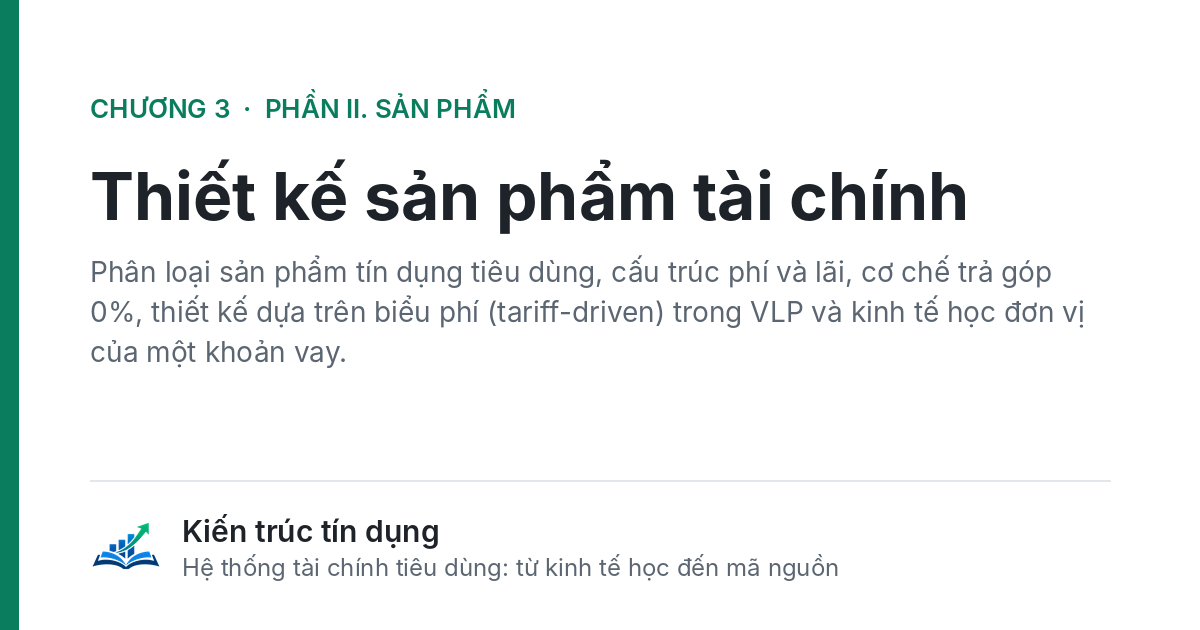 CHƯƠNG 3 · PHẦN II. SẢN PHẨM
Thiết kế sản phẩm tài chính
Phân loại sản phẩm tín dụng tiêu dùng, cấu trúc phí và lãi, cơ chế trả góp
0%, thiết kế dựa trên biểu phí (tariff-driven) trong VLP và kinh tế học đơn vị
của một khoản vay.
Kiến trúc tín dụng
Hệ thống tài chính tiêu dùng: từ kinh tế học đến mã nguồn